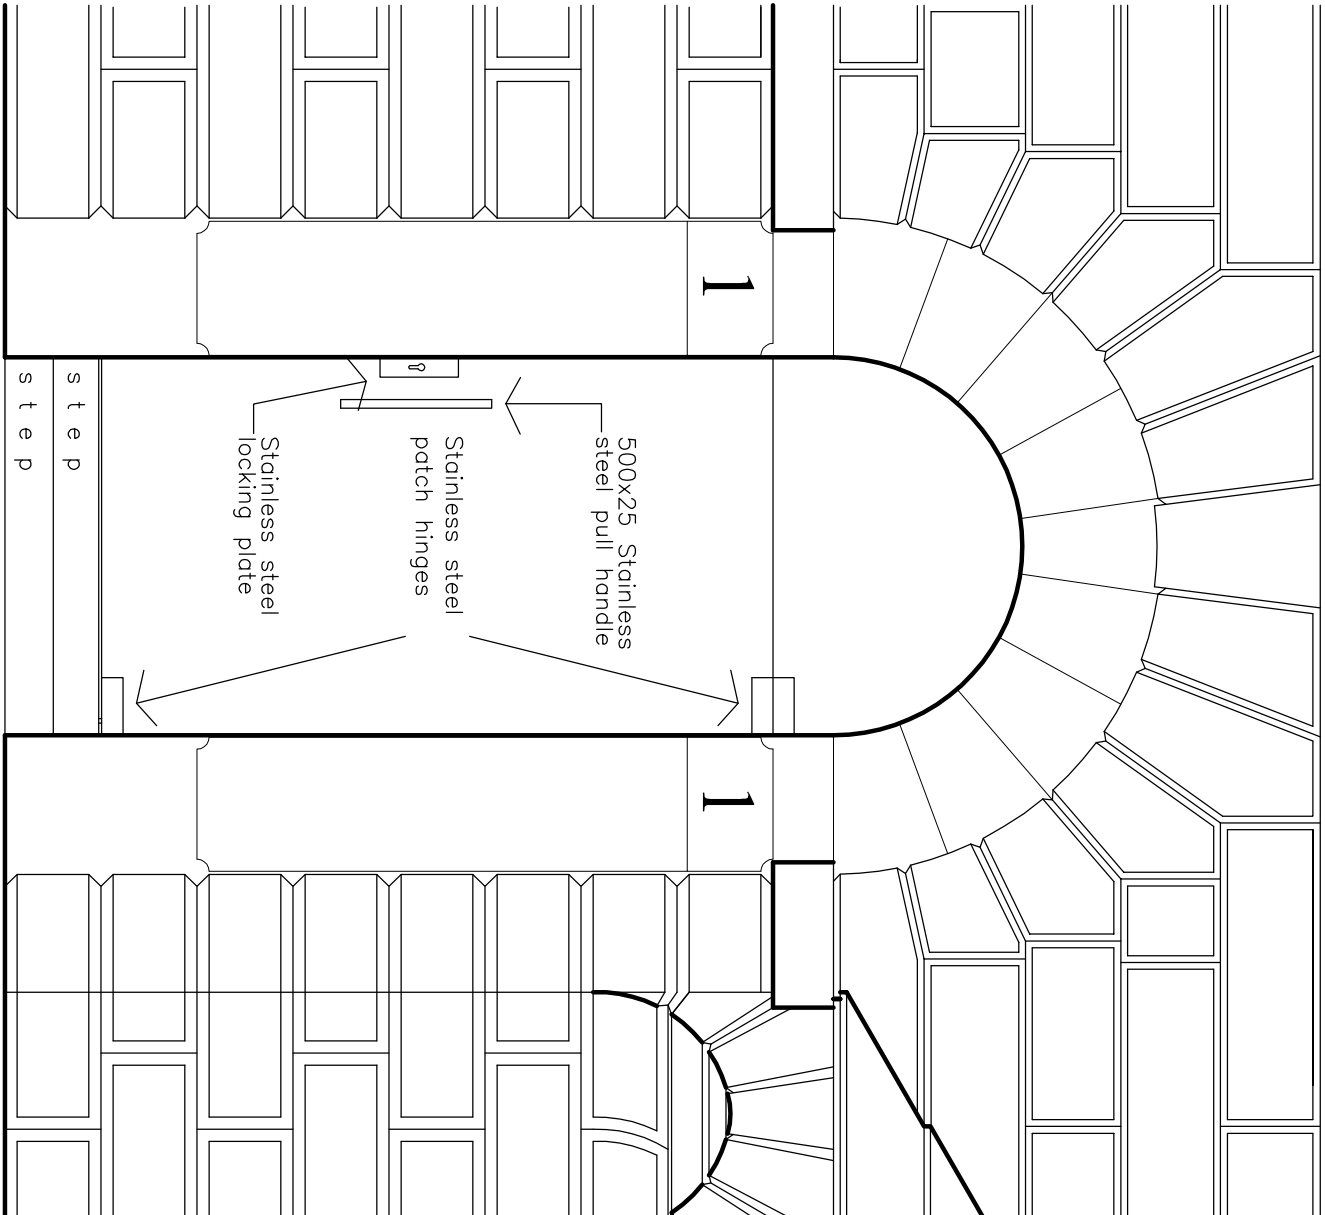 1
500x25 Stainless
steel pull handle
Stainless steel
patch hinges
Stainless steel
locking plate
step
step
1